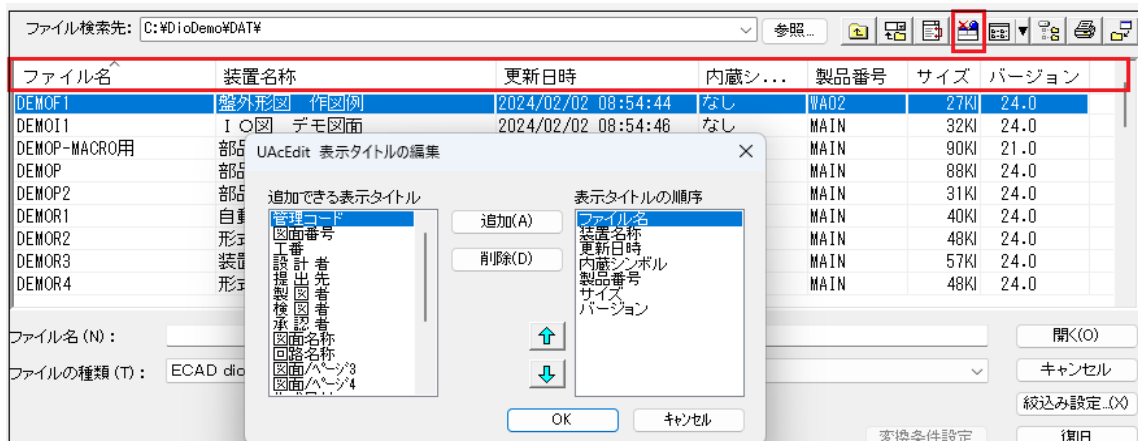 ファイル検索先: C:¥DioDemo¥DAT¥ 参照...
ファイル名 装置名称 更新日時 内蔵シ... 製品番号 サイズ バージョン
DEMOF1 盤外形図 作図例 2024/02/02 08:54:44 なし WA02 27KI 24.0
DEMOI1 ＩＯ図 デモ図面 2024/02/02 08:54:46 なし MAIN 32KI 24.0
DEMOP-MACRO用 部品 MAIN 90KI 21.0
DEMOP 部品 MAIN 88KI 24.0
DEMOP2 部品 MAIN 31KI 24.0
DEMOR1 自動 MAIN 40KI 24.0
DEMOR2 形式 MAIN 48KI 24.0
DEMOR3 装置 MAIN 57KI 24.0
DEMOR4 形式 MAIN 48KI 24.0
UAcEdit 表示タイトルの編集
追加できる表示タイトル
管理コード
図面番号
工番
設 計 者
提 出 先
製 図 者
検 図 者
承 認 者
図面名称
回路名称
図面/ページ3
図面/ページ4
追加(A)
削除(D)
表示タイトルの順序
ファイル名
装置名称
更新日時
内蔵シンボル
製品番号
サイズ
バージョン
OK キャンセル
ファイル名(N): 開く(O)
ファイルの種類(T): ECAD dio キャンセル
絞込み設定...(X)
変換条件設定 復旧